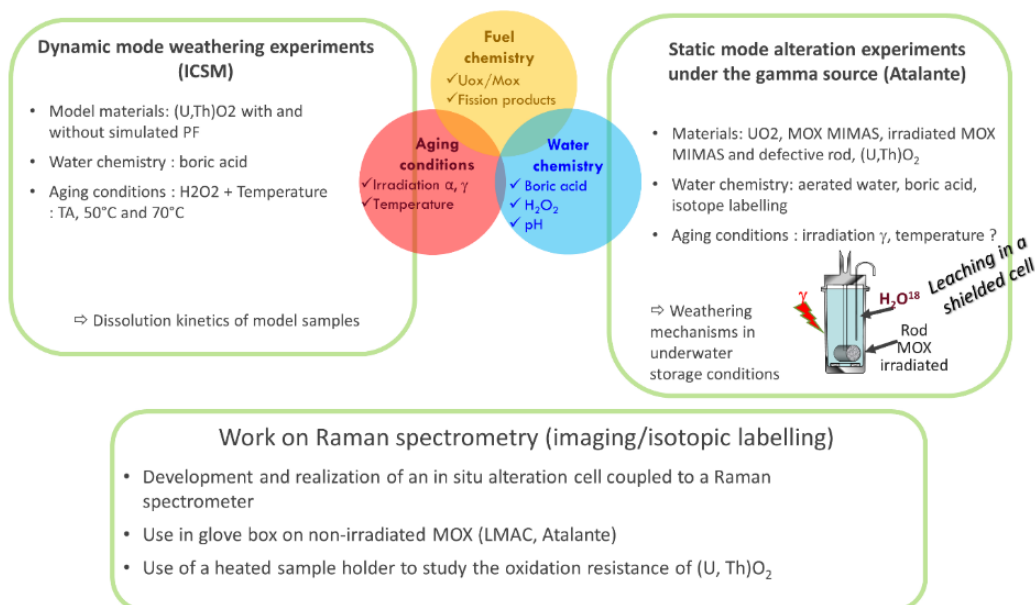 Dynamic mode weathering experiments
(ICSM)
• Model materials: (U,Th)O2 with and
without simulated PF
• Water chemistry : boric acid
• Aging conditions : H2O2 + Temperature
: TA, 50°C and 70°C
⇨ Dissolution kinetics of model samples
Fuel
chemistry
✓Uox/Mox
✓Fission products
Aging
conditions
✓Irradiation α, γ
✓Temperature
Water
chemistry
✓ Boric acid
✓ H₂O₂
✓ pH
Static mode alteration experiments
under the gamma source (Atalante)
• Materials: UO2, MOX MIMAS, irradiated MOX
MIMAS and defective rod, (U,Th)O₂
• Water chemistry: aerated water, boric acid,
isotope labelling
• Aging conditions : irradiation γ, temperature ?
⇨ Weathering
mechanisms in
underwater
storage conditions
γ
H₂O¹⁸
Rod
MOX
irradiated
Leaching in a
shielded cell
Work on Raman spectrometry (imaging/isotopic labelling)
• Development and realization of an in situ alteration cell coupled to a Raman
spectrometer
• Use in glove box on non-irradiated MOX (LMAC, Atalante)
• Use of a heated sample holder to study the oxidation resistance of (U, Th)O₂